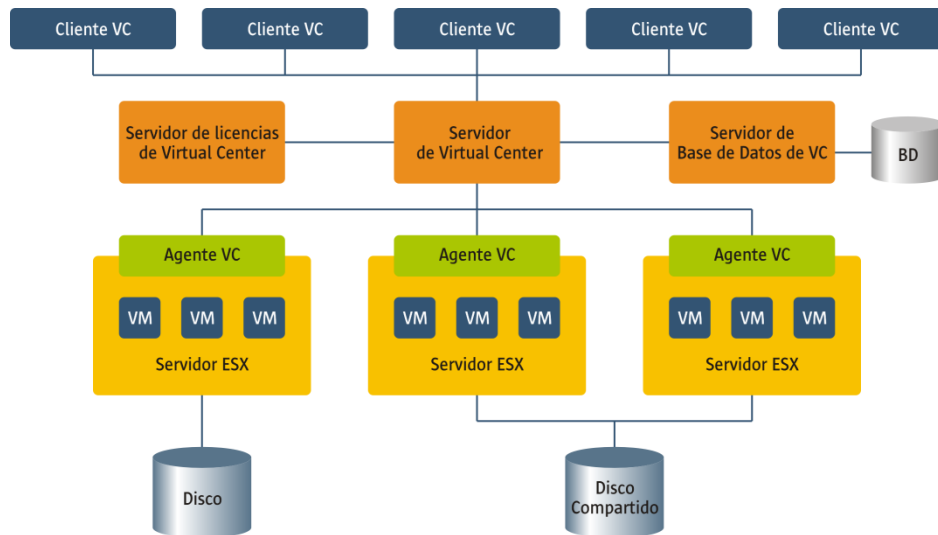 Cliente VC
Cliente VC
Cliente VC
Cliente VC
Cliente VC
Servidor de licencias
de Virtual Center
Servidor
de Virtual Center
Servidor de
Base de Datos de VC
BD
Agente VC
Agente VC
Agente VC
VM
VM
VM
VM
VM
VM
VM
VM
VM
Servidor ESX
Servidor ESX
Servidor ESX
Disco
Disco
Compartido